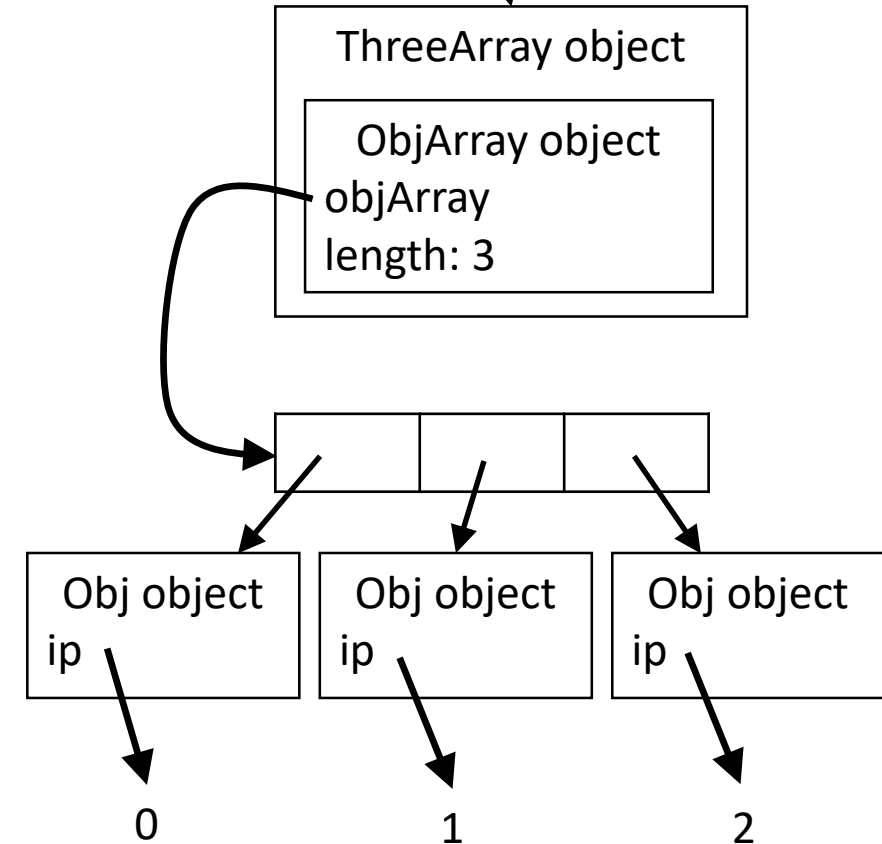 ThreeArray object
ObjArray object
objArray
length: 3
Obj object
ip
Obj object
ip
Obj object
ip
0
1
2